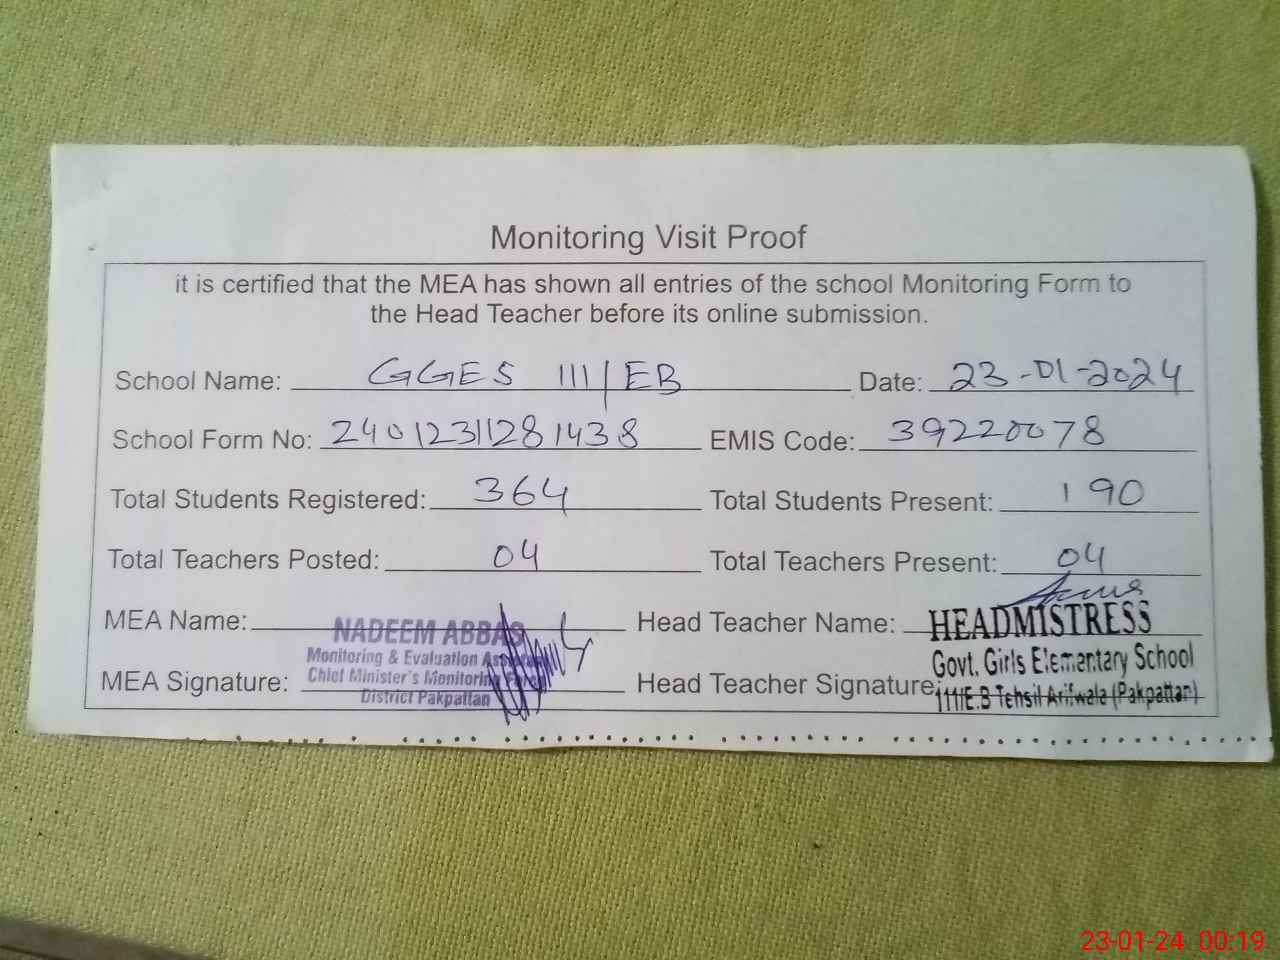 Monitoring Visit Proof
it is certified that the MEA has shown all entries of the school Monitoring Form to
the Head Teacher before its online submission.
School Name: GGES 111/EB Date: 23-01-2024
School Form No: 2401231128 1438 EMIS Code: 39220078
Total Students Registered: 364 Total Students Present: 190
Total Teachers Posted: 04 Total Teachers Present: 04
MEA Name: NADEEM ABBAS Head Teacher Name: HEADMISTRESS
Monitoring & Evaluation Govt. Girls Elementary School
MEA Signature: Chief Minister's Monitoring Force Head Teacher Signature: 111/E.B Tehsil Arifwala (Pakpattan)
District Pakpattan
23-01-24 00:19